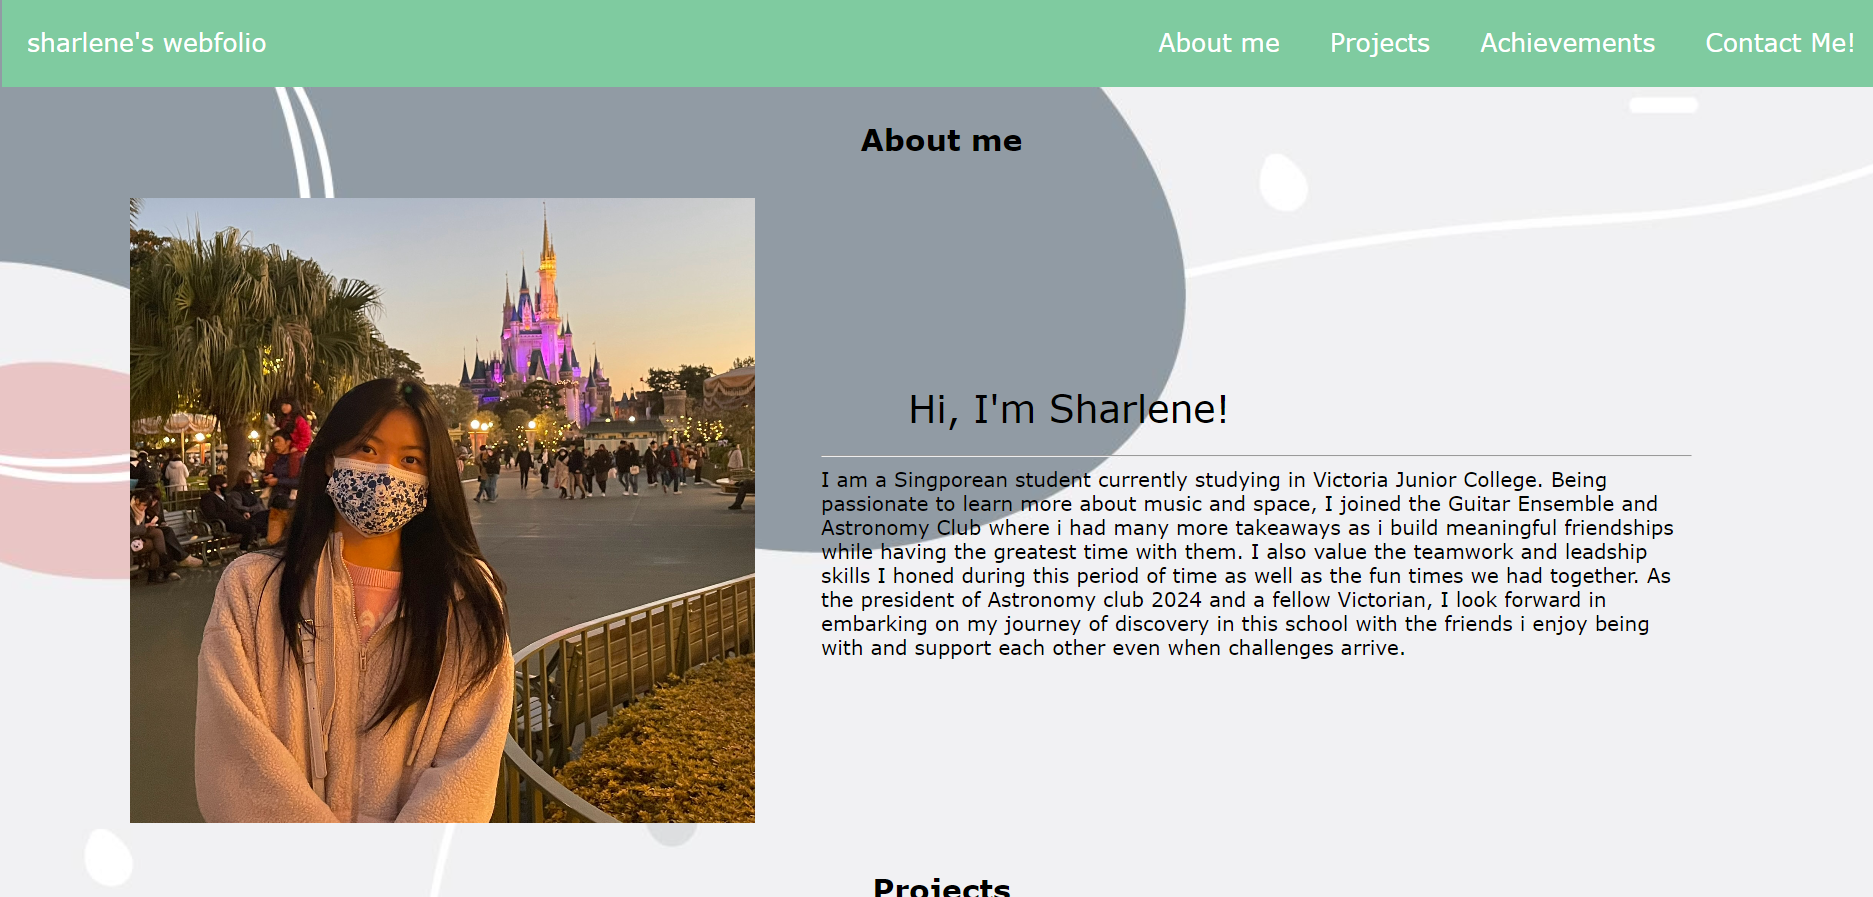 sharlene's webfolio
About me
Projects
Achievements
Contact Me!
About me
Hi, I'm Sharlene!
I am a Singporean student currently studying in Victoria Junior College. Being
passionate to learn more about music and space, I joined the Guitar Ensemble and
Astronomy Club where i had many more takeaways as i build meaningful friendships
while having the greatest time with them. I also value the teamwork and leadship
skills I honed during this period of time as well as the fun times we had together. As
the president of Astronomy club 2024 and a fellow Victorian, I look forward in
embarking on my journey of discovery in this school with the friends i enjoy being
with and support each other even when challenges arrive.
Projects